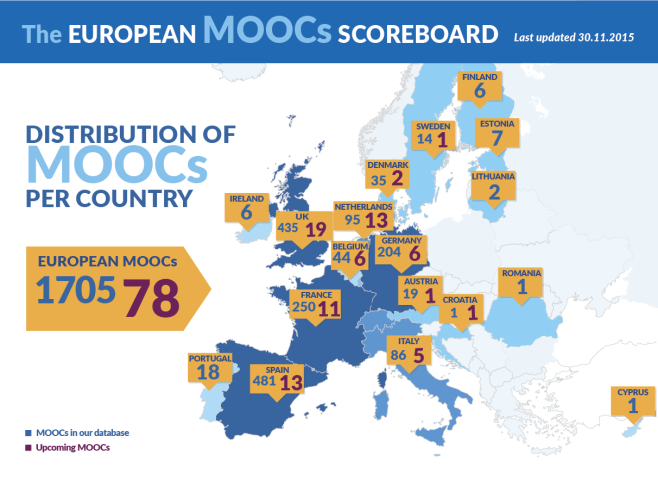 The EUROPEAN MOOCs SCOREBOARD Last updated 30.11.2015
DISTRIBUTION OF
MOOCs
PER COUNTRY
EUROPEAN MOOCs
1705 78
FINLAND
6
SWEDEN
14 1
ESTONIA
7
DENMARK
35 2
LITHUANIA
2
IRELAND
6
UK
435 19
NETHERLANDS
95 13
BELGIUM
44 6
GERMANY
204 6
AUSTRIA
19 1
CROATIA
1 1
ROMANIA
1
FRANCE
250 11
ITALY
86 5
PORTUGAL
18
SPAIN
481 13
CYPRUS
1
MOOCs in our database
Upcoming MOOCs